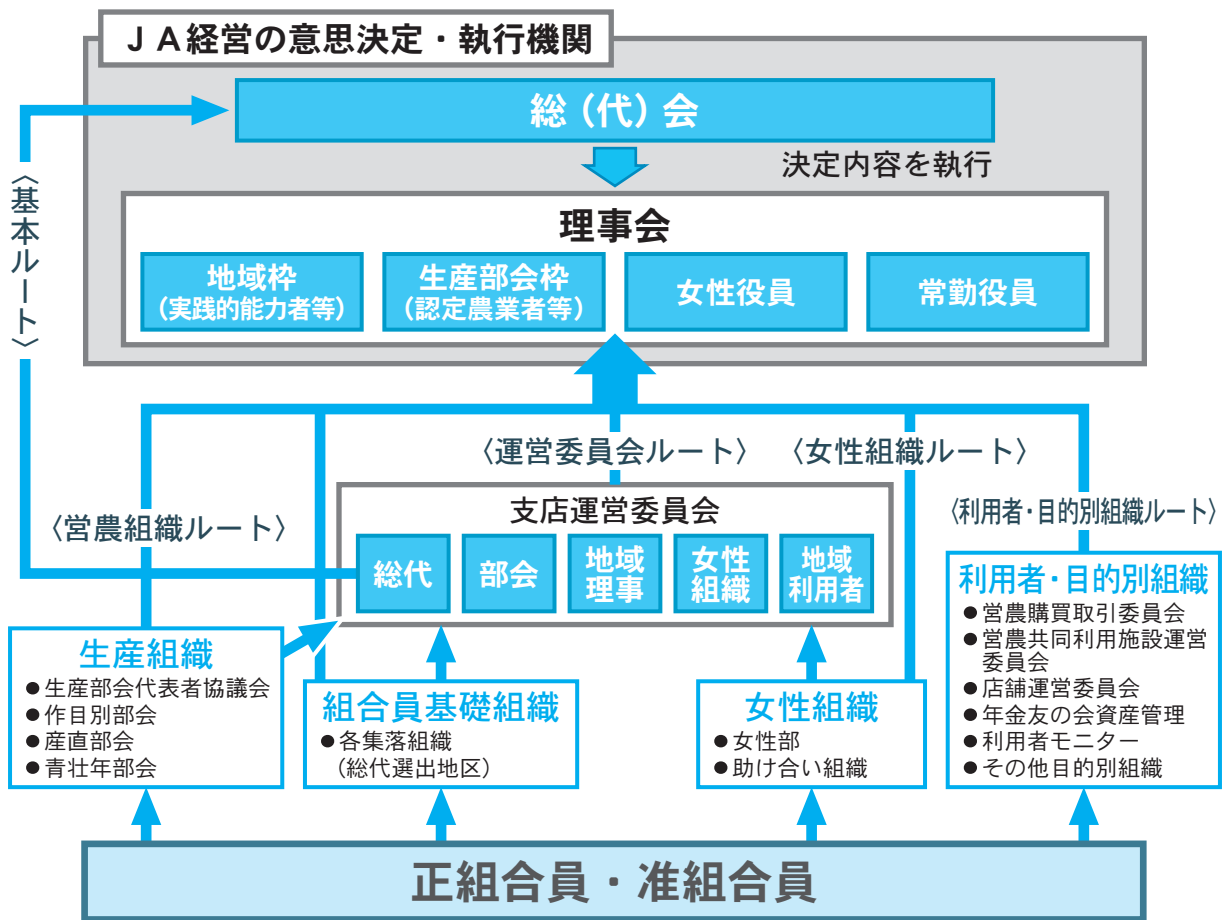 ＪＡ経営の意思決定・執行機関
総（代）会
決定内容を執行
〈基本ルート〉
理事会
地域枠
（実践的能力者等）
生産部会枠
（認定農業者等）
女性役員
常勤役員
〈運営委員会ルート〉
〈女性組織ルート〉
〈営農組織ルート〉
〈利用者・目的別組織ルート〉
支店運営委員会
総代
部会
地域
理事
女性
組織
地域
利用者
生産組織
●生産部会代表者協議会
●作目別部会
●産直部会
●青壮年部会
組合員基礎組織
●各集落組織
（総代選出地区）
女性組織
●女性部
●助け合い組織
利用者・目的別組織
●営農購買取引委員会
●営農共同利用施設運営
委員会
●店舗運営委員会
●年金友の会資産管理
●利用者モニター
●その他目的別組織
正組合員・准組合員